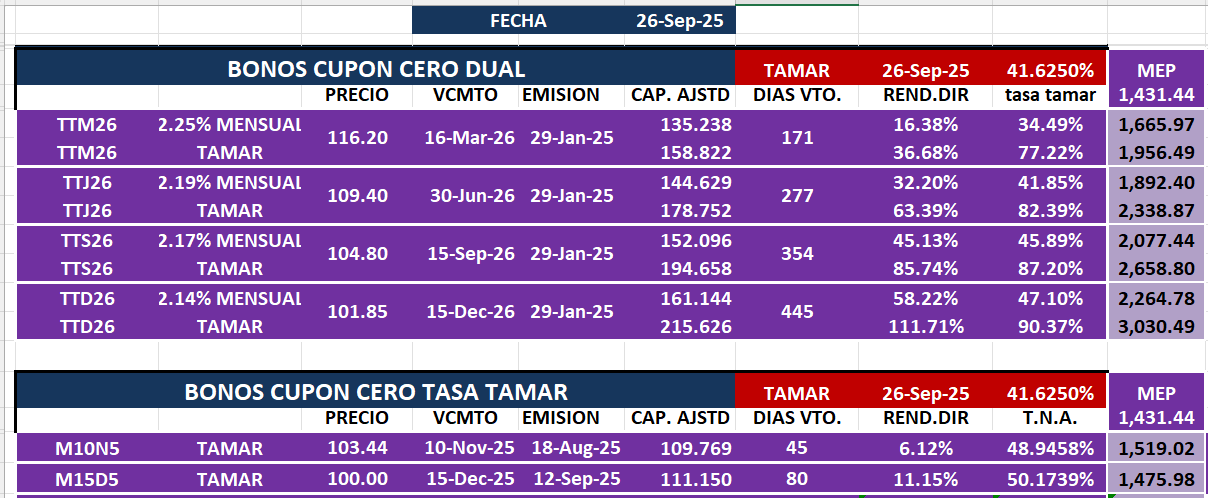 FECHA 26-Sep-25
BONOS CUPON CERO DUAL TAMAR 26-Sep-25 41.6250% MEP
PRECIO VCMTO EMISION CAP. AJSTD DIAS VTO. REND.DIR tasa tamar 1,431.44
TTM26 2.25% MENSUAL 135.238 16.38% 34.49% 1,665.97
116.20 16-Mar-26 29-Jan-25 171
TTM26 TAMAR 158.822 36.68% 77.22% 1,956.49
TTJ26 2.19% MENSUAL 144.629 32.20% 41.85% 1,892.40
109.40 30-Jun-26 29-Jan-25 277
TTJ26 TAMAR 178.752 63.39% 82.39% 2,338.87
TTS26 2.17% MENSUAL 152.096 45.13% 45.89% 2,077.44
104.80 15-Sep-26 29-Jan-25 354
TTS26 TAMAR 194.658 85.74% 87.20% 2,658.80
TTD26 2.14% MENSUAL 161.144 58.22% 47.10% 2,264.78
101.85 15-Dec-26 29-Jan-25 445
TTD26 TAMAR 215.626 111.71% 90.37% 3,030.49
BONOS CUPON CERO TASA TAMAR TAMAR 26-Sep-25 41.6250% MEP
PRECIO VCMTO EMISION CAP. AJSTD DIAS VTO. REND.DIR T.N.A. 1,431.44
M10N5 TAMAR 103.44 10-Nov-25 18-Aug-25 109.769 45 6.12% 48.9458% 1,519.02
M15D5 TAMAR 100.00 15-Dec-25 12-Sep-25 111.150 80 11.15% 50.1739% 1,475.98